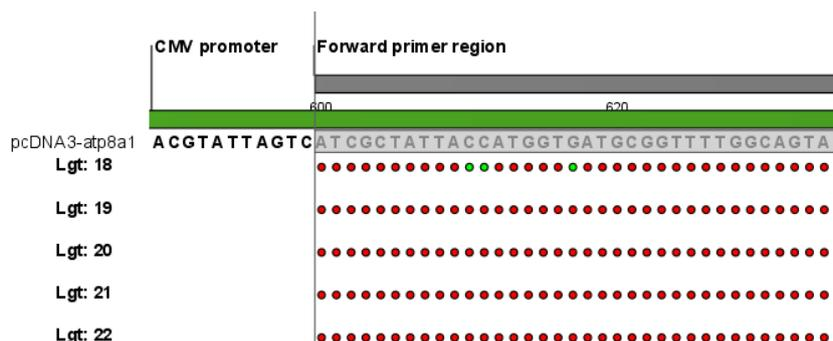 CMV promoter Forward primer region
600 620
pcDNA3-atp8a1 ACGTATTAGTCATCGCTATTACCATGGTGATGCGGTTTTGGCAGTA
Lgt: 18
Lgt: 19
Lgt: 20
Lgt: 21
Lgt: 22